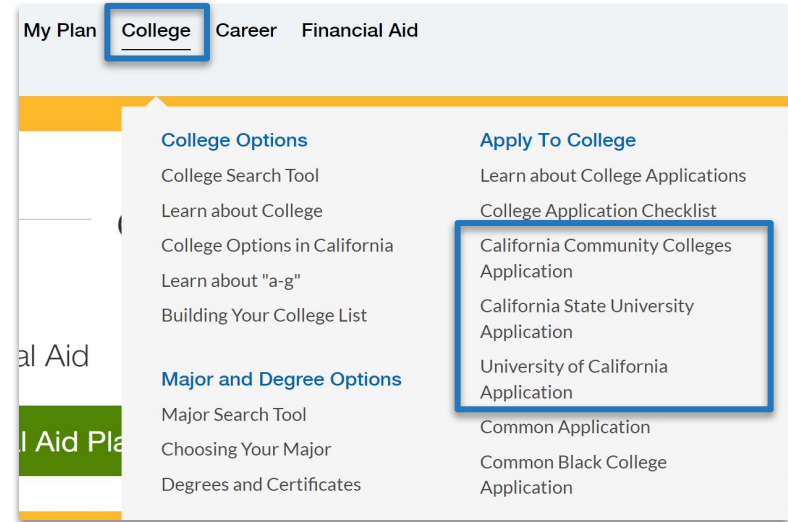 My Plan College Career Financial Aid
College Options
College Search Tool
Learn about College
College Options in California
Learn about "a-g"
Building Your College List
Major and Degree Options
Major Search Tool
Choosing Your Major
Degrees and Certificates
Apply To College
Learn about College Applications
College Application Checklist
California Community Colleges
Application
California State University
Application
University of California
Application
Common Application
Common Black College
Application
al Aid
l Aid Pla